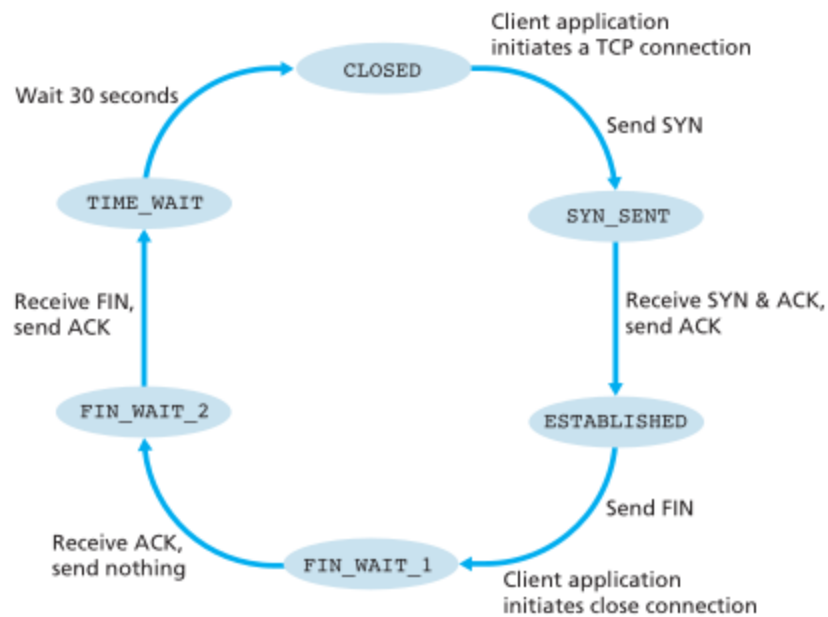 Client application
initiates a TCP connection
CLOSED
Wait 30 seconds
Send SYN
TIME_WAIT
SYN_SENT
Receive FIN,
send ACK
Receive SYN & ACK,
send ACK
FIN_WAIT_2
ESTABLISHED
Send FIN
Receive ACK,
send nothing
FIN_WAIT_1
Client application
initiates close connection